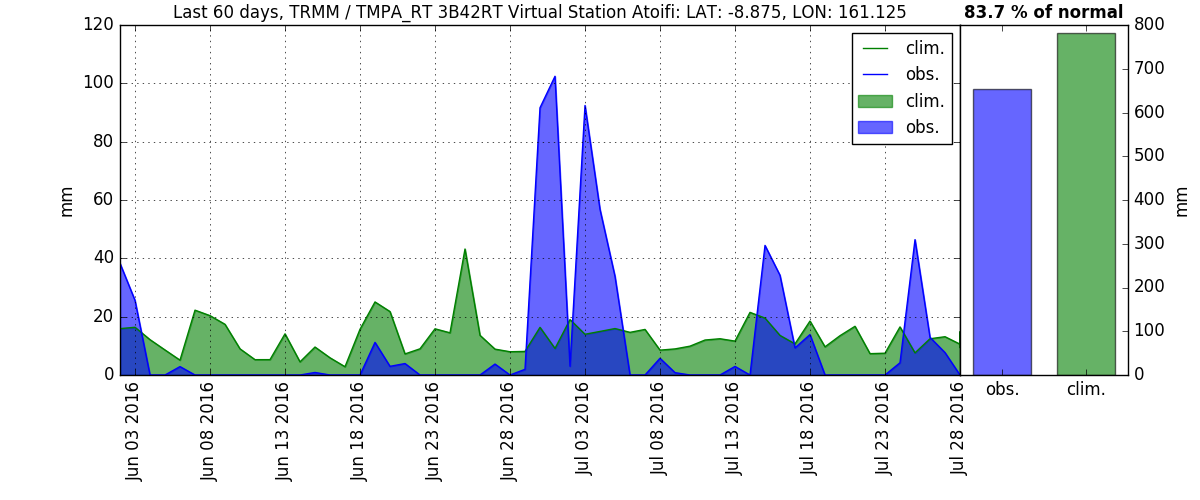 Last 60 days, TRMM / TMPA_RT 3B42RT Virtual Station Atoifi: LAT: -8.875, LON: 161.125
83.7 % of normal
120
100
80
60
40
20
0
mm
clim.
obs.
clim.
obs.
Jun 03 2016
Jun 08 2016
Jun 13 2016
Jun 18 2016
Jun 23 2016
Jun 28 2016
Jul 03 2016
Jul 08 2016
Jul 13 2016
Jul 18 2016
Jul 23 2016
Jul 28 2016
800
700
600
500
400
300
200
100
0
mm
obs.
clim.